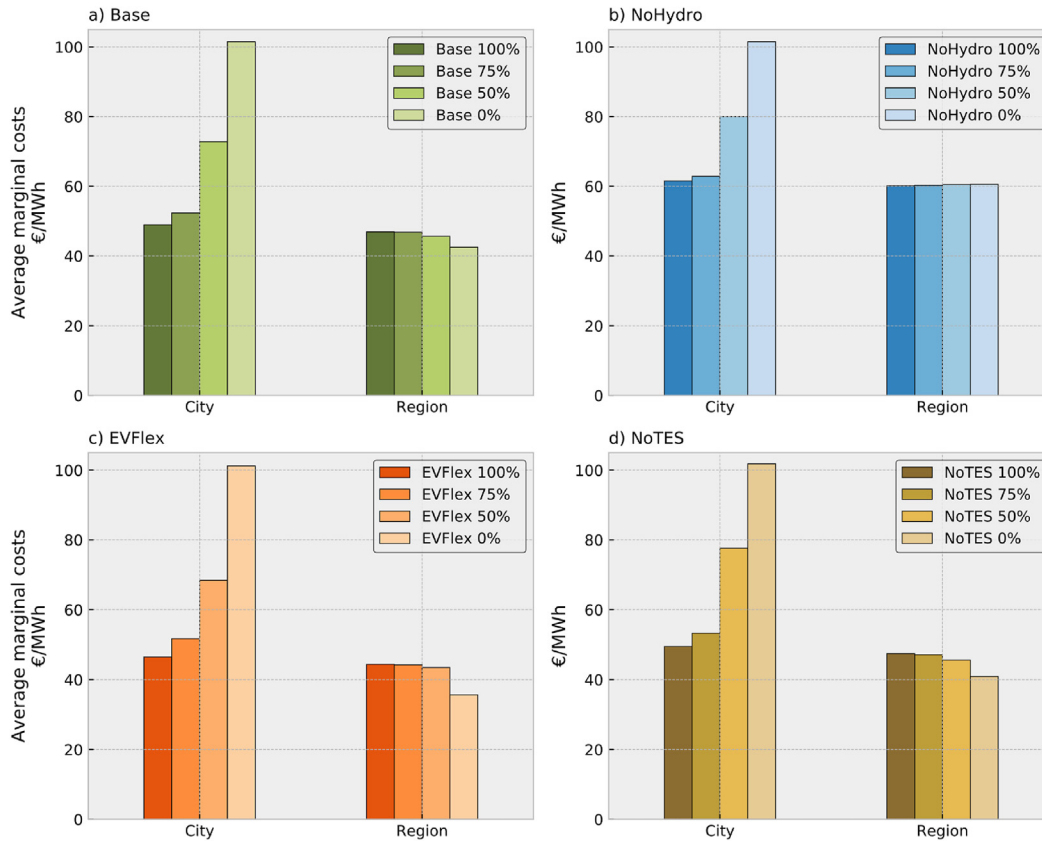 a) Base
Average marginal costs
€/MWh
100
80
60
40
20
0
Base 100%
Base 75%
Base 50%
Base 0%
City
Region
b) NoHydro
€/MWh
100
80
60
40
20
0
NoHydro 100%
NoHydro 75%
NoHydro 50%
NoHydro 0%
City
Region
c) EVFlex
Average marginal costs
€/MWh
100
80
60
40
20
0
EVFlex 100%
EVFlex 75%
EVFlex 50%
EVFlex 0%
City
Region
d) NoTES
€/MWh
100
80
60
40
20
0
NoTES 100%
NoTES 75%
NoTES 50%
NoTES 0%
City
Region